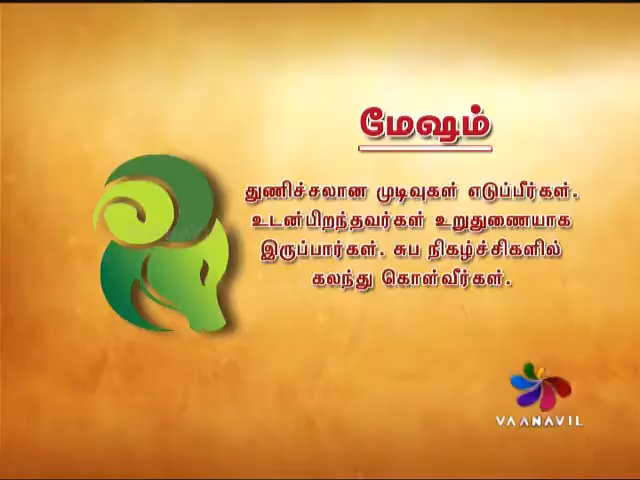 மேஷம்
துணிச்சலான முடிவுகள் எடுப்பீர்கள்.
உடன்பிறந்தவர்கள் உறுதுணையாக
இருப்பார்கள். சுப நிகழ்ச்சிகளில்
கலந்து கொள்வீர்கள்.
VAANAVIL